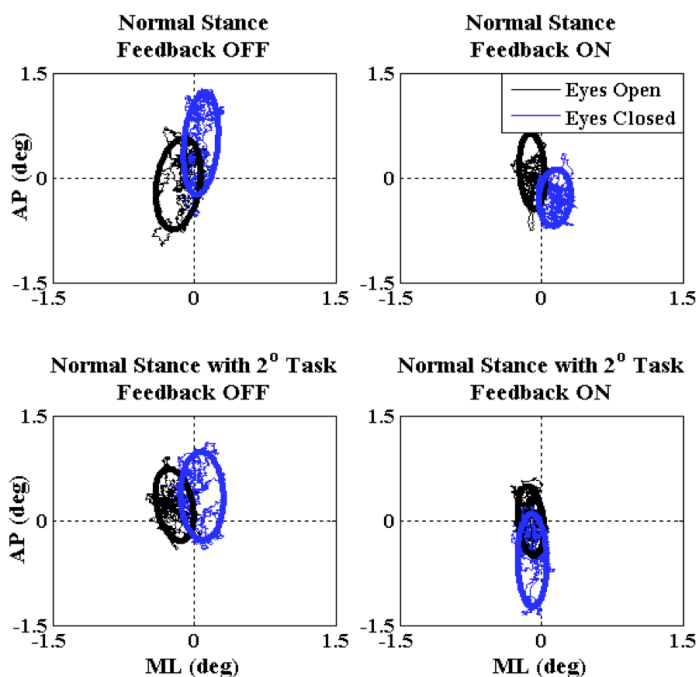 Normal Stance
Feedback OFF
Normal Stance
Feedback ON
1.5
1.5
Eyes Open
Eyes Closed
AP (deg)
0
0
-1.5
-1.5
-1.5
0
1.5
-1.5
0
1.5
Normal Stance with 2° Task
Feedback OFF
Normal Stance with 2° Task
Feedback ON
1.5
1.5
AP (deg)
0
0
-1.5
-1.5
-1.5
0
1.5
-1.5
0
1.5
ML (deg)
ML (deg)